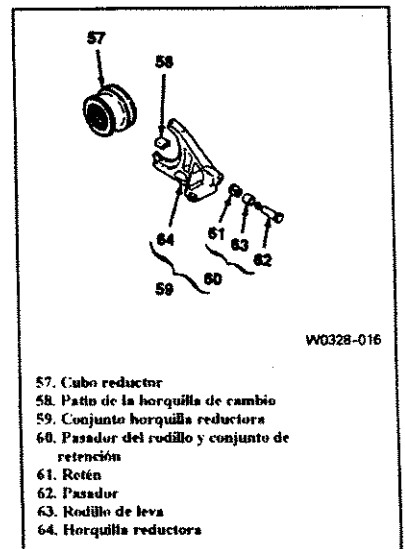 57
58
64
61
63
62
60
59
W0328-016
57. Cubo reductor
58. Patín de la horquilla de cambio
59. Conjunto horquilla reductora
60. Pasador del rodillo y conjunto de
retención
61. Retén
62. Pasador
63. Rodillo de leva
64. Horquilla reductora